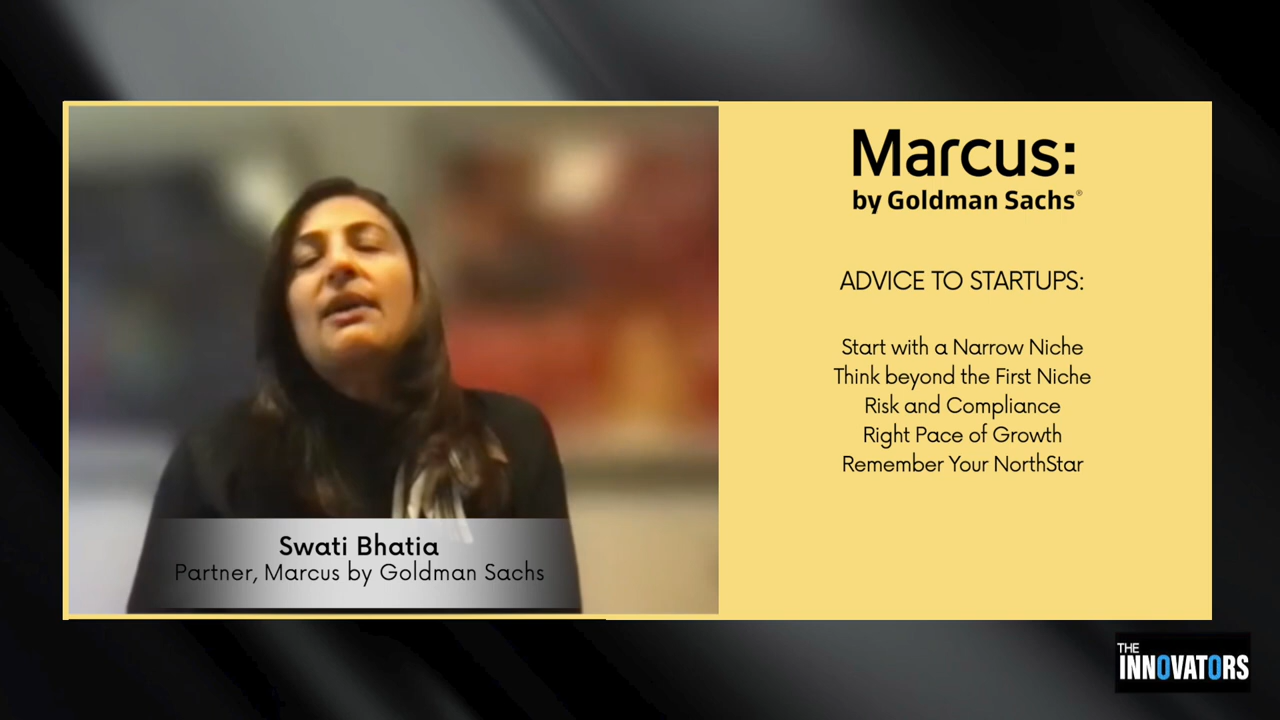 Marcus:
by Goldman Sachs®
ADVICE TO STARTUPS:
Start with a Narrow Niche
Think beyond the First Niche
Risk and Compliance
Right Pace of Growth
Remember Your NorthStar
Swati Bhatia
Partner, Marcus by Goldman Sachs
THE
INNOVATORS